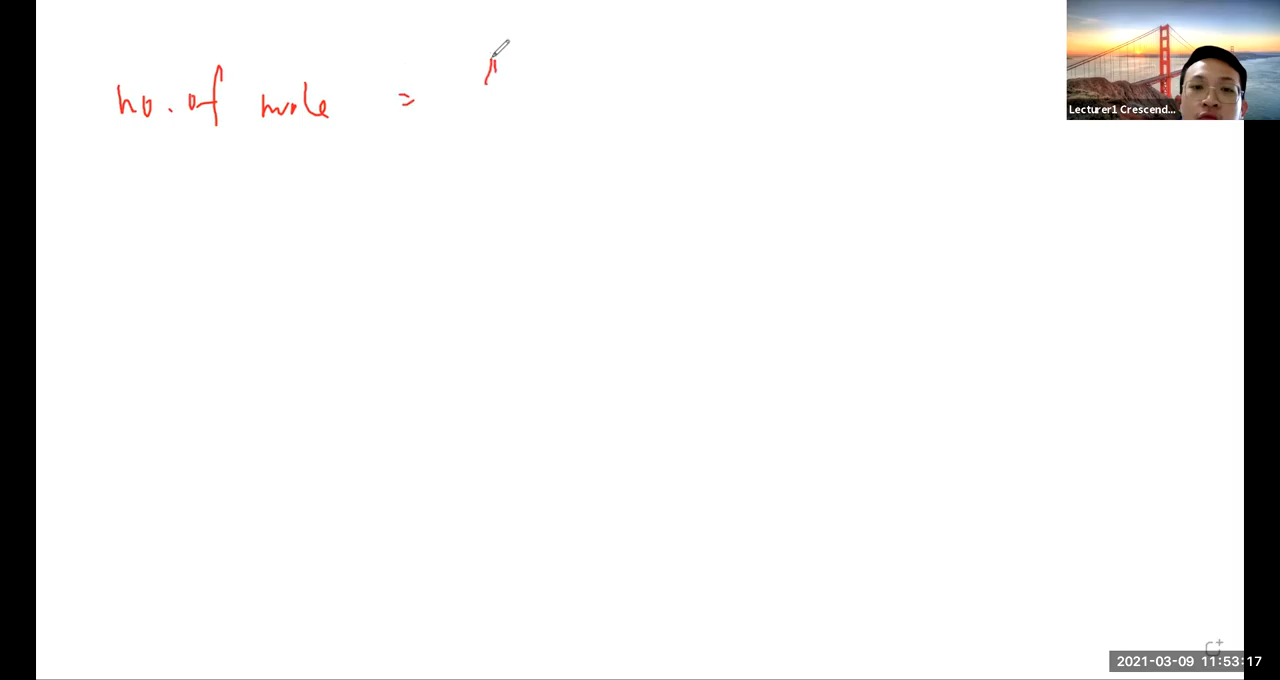 no. of mole =
Lecturer1 Crescend...
2021-03-09 11:53:17